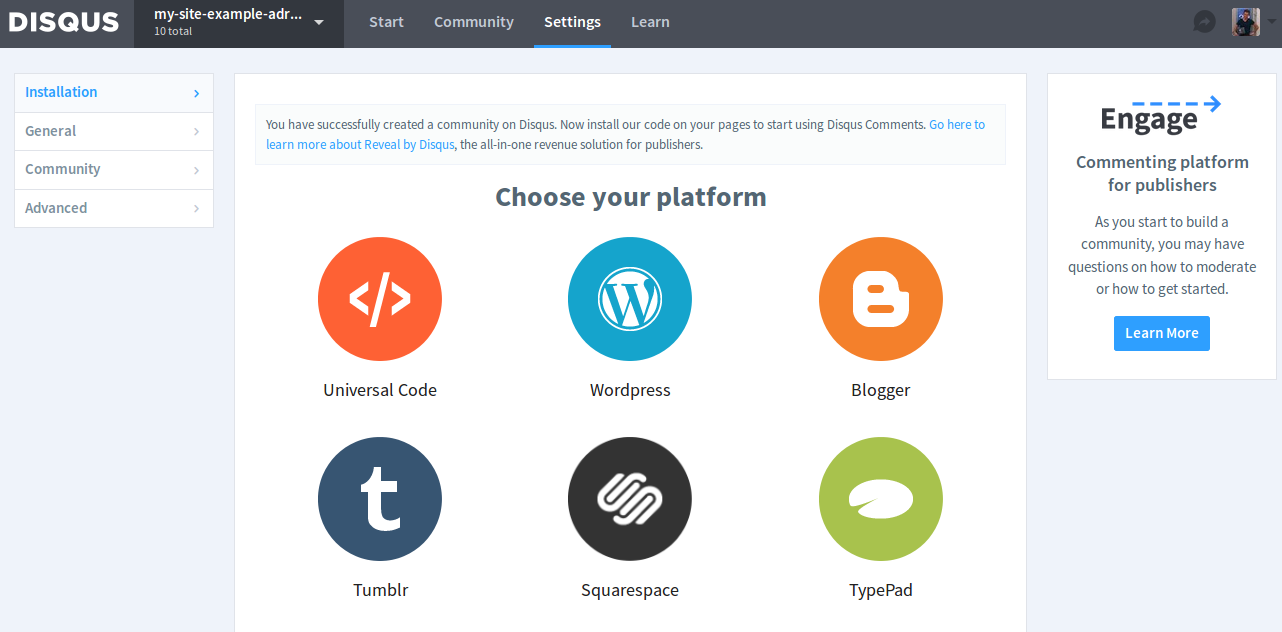 DISQUS
my-site-example-adr...
10 total
Start
Community
Settings
Learn
Installation
General
Community
Advanced
You have successfully created a community on Disqus. Now install our code on your pages to start using Disqus Comments. Go here to
learn more about Reveal by Disqus, the all-in-one revenue solution for publishers.
Choose your platform
Universal Code
Wordpress
Blogger
Tumblr
Squarespace
TypePad
Engage
Commenting platform
for publishers
As you start to build a
community, you may have
questions on how to moderate
or how to get started.
Learn More